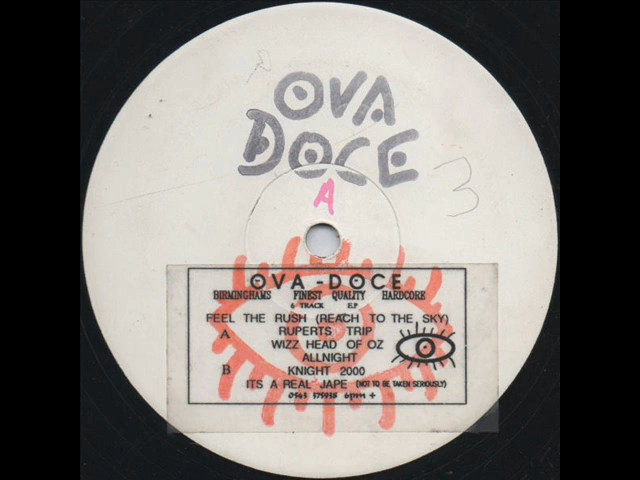 OVA
DOCE
A
3
OVA-DOCE
BIRMINGHAMS FINEST QUALITY HARDCORE
6 TRACK E.P
FEEL THE RUSH (REACH TO THE SKY)
A RUPERTS TRIP
WIZZ HEAD OF OZ
ALLNIGHT
B KNIGHT 2000
ITS A REAL JAPE (NOT TO BE TAKEN SERIOUSLY)
6pm +